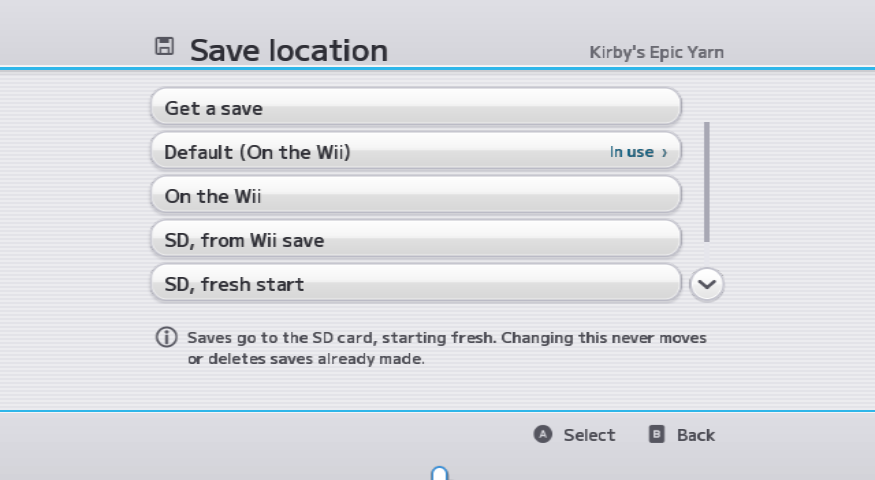 Save location
Kirby's Epic Yarn
Get a save
Default (On the Wii)
In use ›
On the Wii
SD, from Wii save
SD, fresh start
Saves go to the SD card, starting fresh. Changing this never moves
or deletes saves already made.
A Select
B Back